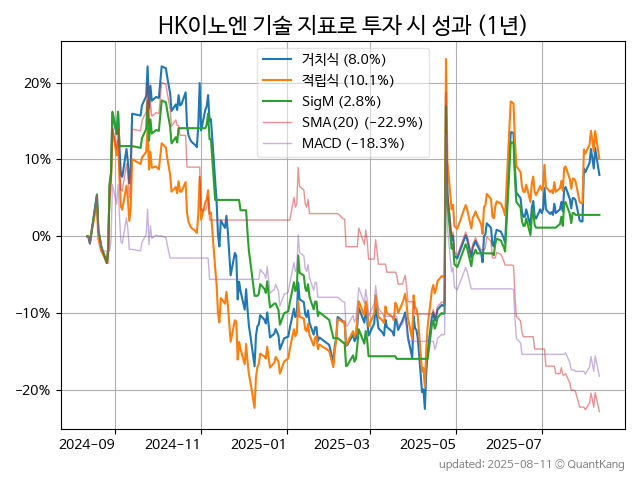 HK이노엔 기술 지표로 투자 시 성과 (1년)
거치식 (8.0%)
적립식 (10.1%)
SigM (2.8%)
SMA(20) (−22.9%)
MACD (−18.3%)
20%
10%
0%
−10%
−20%
2024−09 2024−11 2025−01 2025−03 2025−05 2025−07
updated: 2025−08−11 © QuantKang